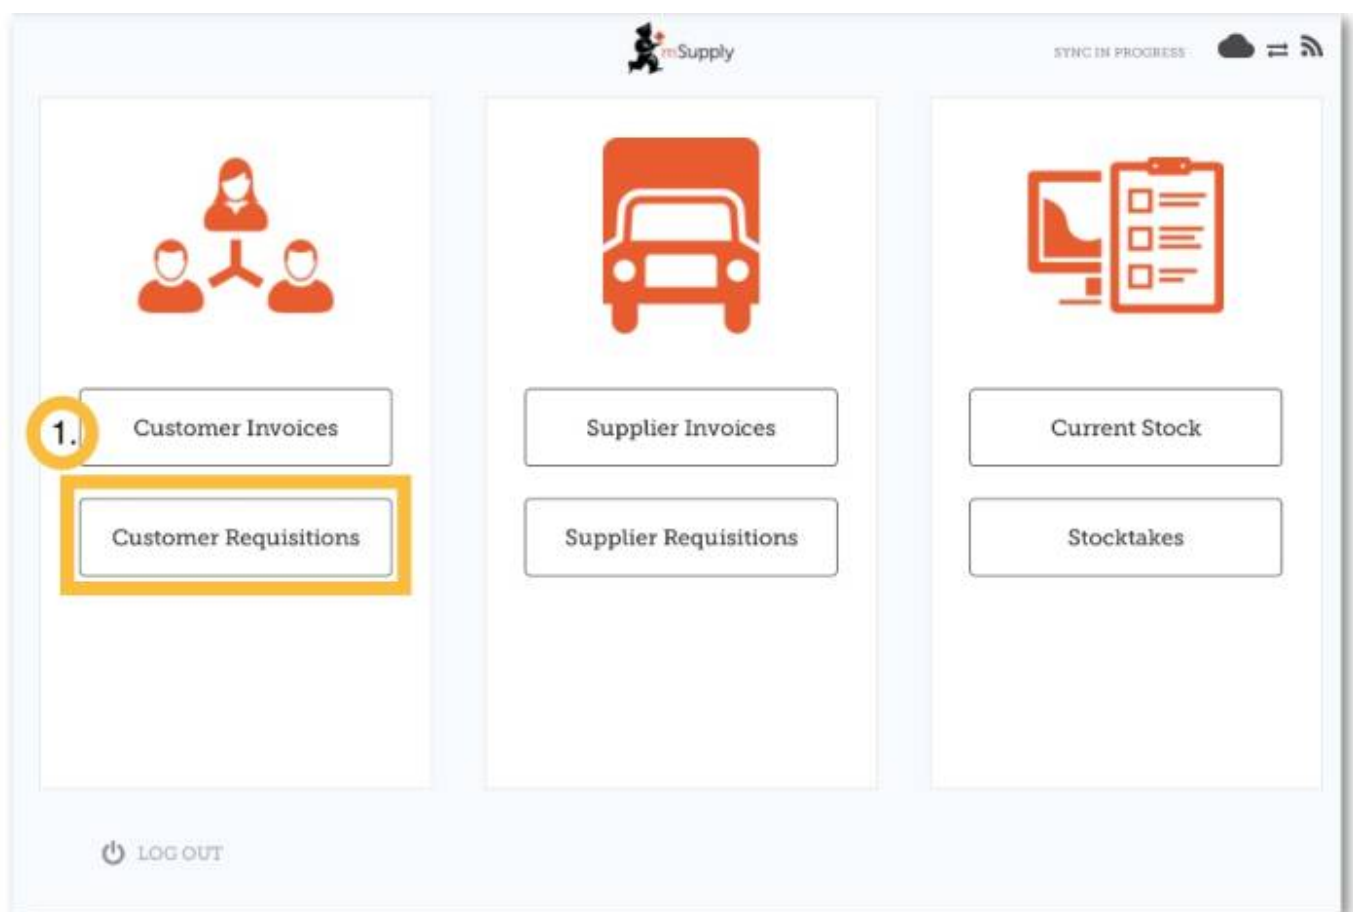 mSupply
SYNC IN PROGRESS
1.
Customer Invoices
Customer Requisitions
Supplier Invoices
Supplier Requisitions
Current Stock
Stocktakes
LOG OUT